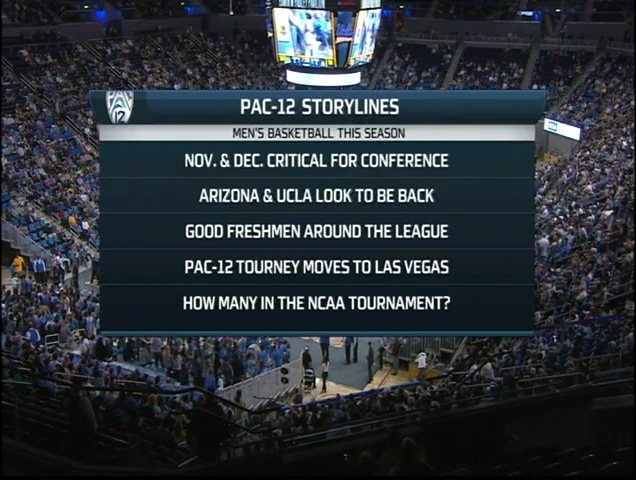 PAC
12
PAC-12 STORYLINES
MEN'S BASKETBALL THIS SEASON
NOV. & DEC. CRITICAL FOR CONFERENCE
ARIZONA & UCLA LOOK TO BE BACK
GOOD FRESHMEN AROUND THE LEAGUE
PAC-12 TOURNEY MOVES TO LAS VEGAS
HOW MANY IN THE NCAA TOURNAMENT?